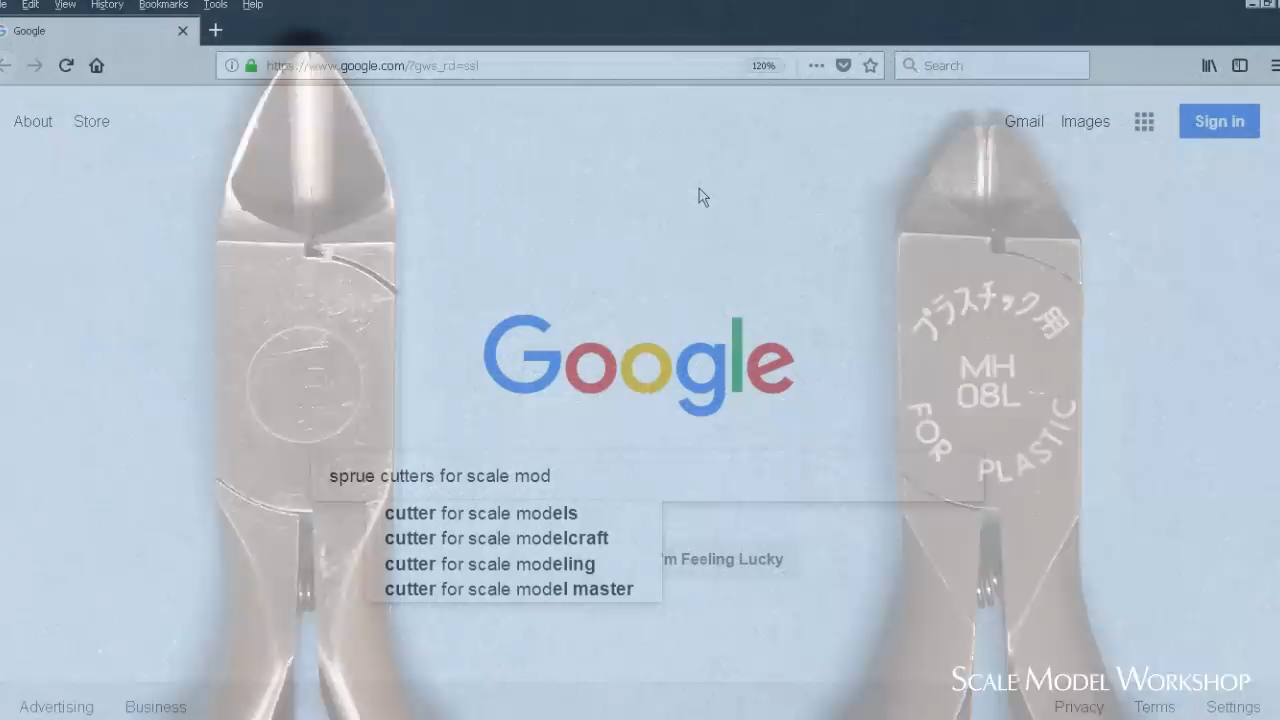 Edit View History Bookmarks Tools Help
Google
https://www.google.com/?gws_rd=ssl
120%
Search
About Store
Gmail Images
Sign in
Google
プラスチック用
MH
08L
FOR PLASTIC
sprue cutters for scale mod
cutter for scale models
cutter for scale modelcraft
cutter for scale modeling
cutter for scale model master
I'm Feeling Lucky
Advertising Business
Privacy Terms Settings
SCALE MODEL WORKSHOP